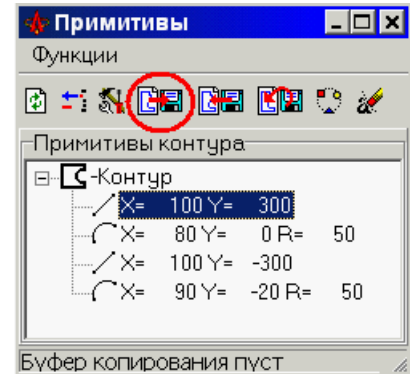 Примитивы
Функции
Примитивы контура
-Контур
X= 100 Y= 300
X= 80 Y= 0 R= 50
X= 100 Y= -300
X= 90 Y= -20 R= 50
Буфер копирования пуст